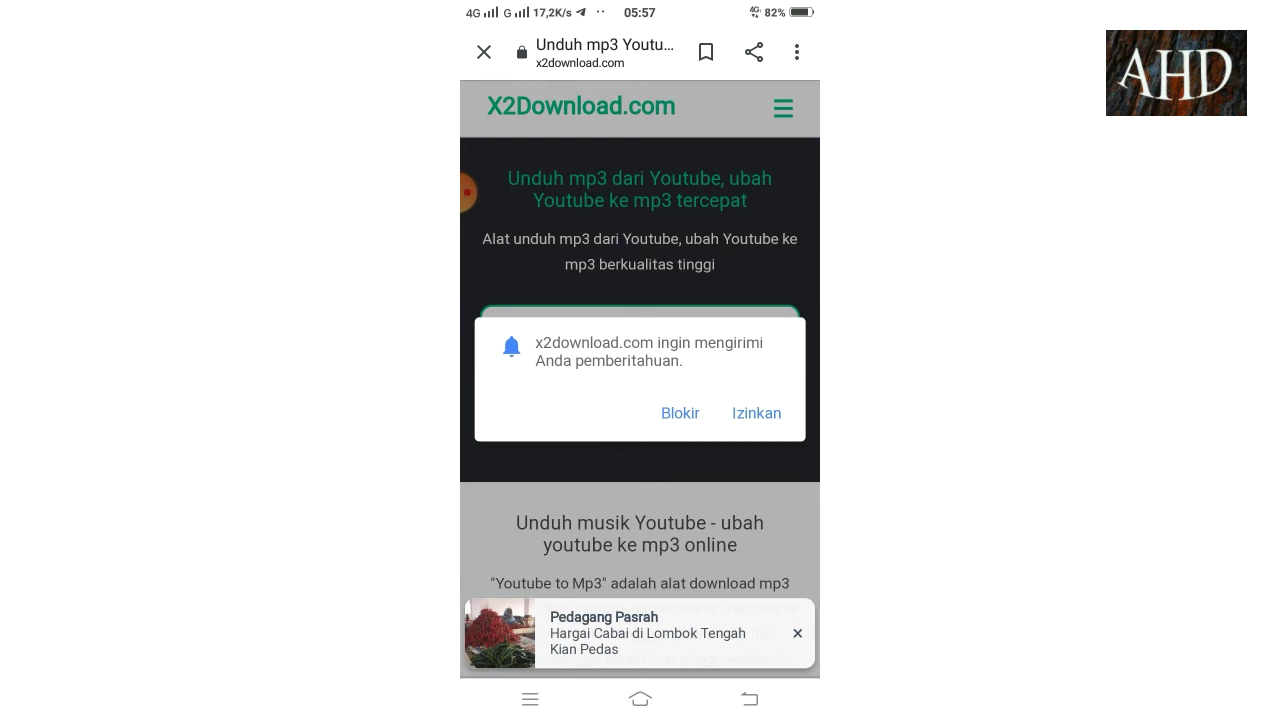 4G G 17,2K/s 05:57 4G 82%
Unduh mp3 Youtu...
x2download.com
AHD
X2Download.com
Unduh mp3 dari Youtube, ubah
Youtube ke mp3 tercepat
Alat unduh mp3 dari Youtube, ubah Youtube ke
mp3 berkualitas tinggi
x2download.com ingin mengirimi
Anda pemberitahuan.
Blokir Izinkan
Unduh musik Youtube - ubah
youtube ke mp3 online
"Youtube to Mp3" adalah alat download mp3
Pedagang Pasrah
Hargai Cabai di Lombok Tengah
Kian Pedas